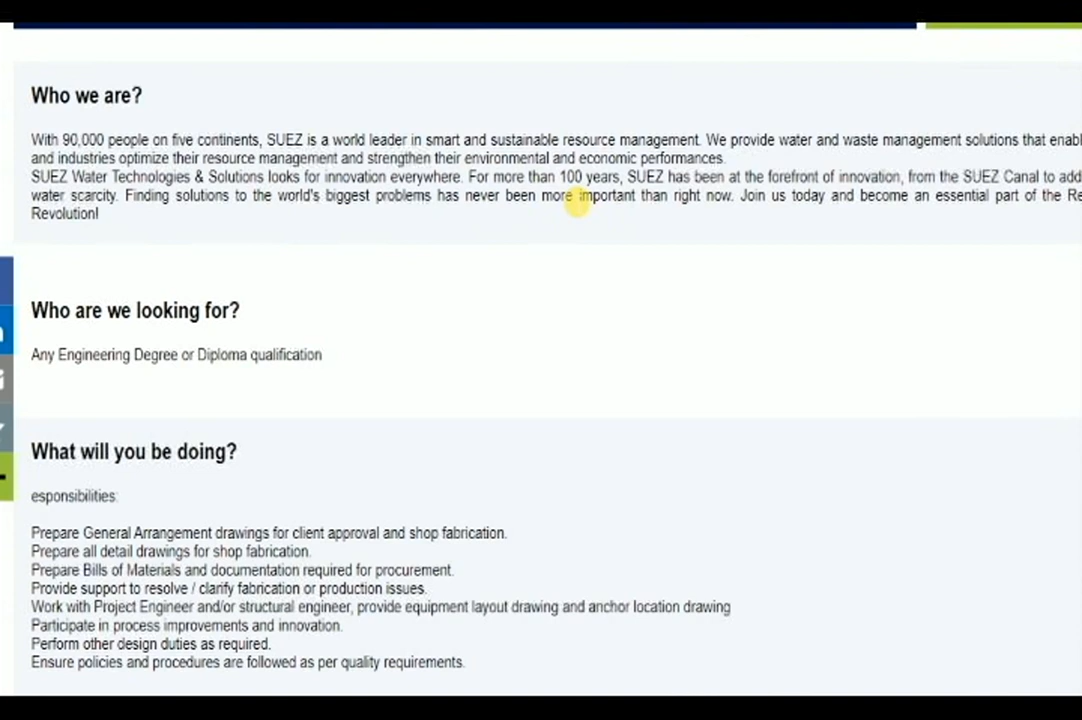 Who we are?
With 90,000 people on five continents, SUEZ is a world leader in smart and sustainable resource management. We provide water and waste management solutions that enabl
and industries optimize their resource management and strengthen their environmental and economic performances.
SUEZ Water Technologies & Solutions looks for innovation everywhere. For more than 100 years, SUEZ has been at the forefront of innovation, from the SUEZ Canal to add
water scarcity. Finding solutions to the world's biggest problems has never been more important than right now. Join us today and become an essential part of the Re
Revolution!
Who are we looking for?
Any Engineering Degree or Diploma qualification
What will you be doing?
esponsibilities:
Prepare General Arrangement drawings for client approval and shop fabrication.
Prepare all detail drawings for shop fabrication.
Prepare Bills of Materials and documentation required for procurement.
Provide support to resolve / clarify fabrication or production issues.
Work with Project Engineer and/or structural engineer, provide equipment layout drawing and anchor location drawing
Participate in process improvements and innovation.
Perform other design duties as required.
Ensure policies and procedures are followed as per quality requirements.